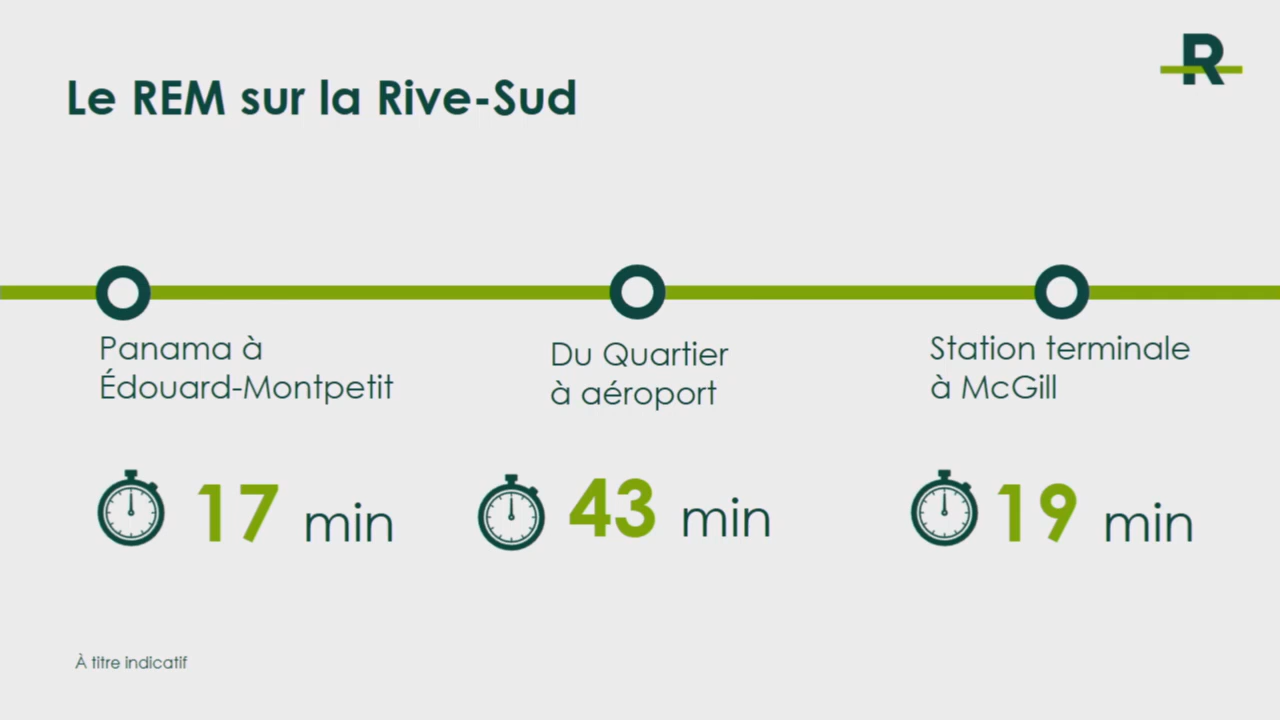 R
Le REM sur la Rive-Sud
Panama à
Édouard-Montpetit
17 min
Du Quartier
à aéroport
43 min
Station terminale
à McGill
19 min
À titre indicatif